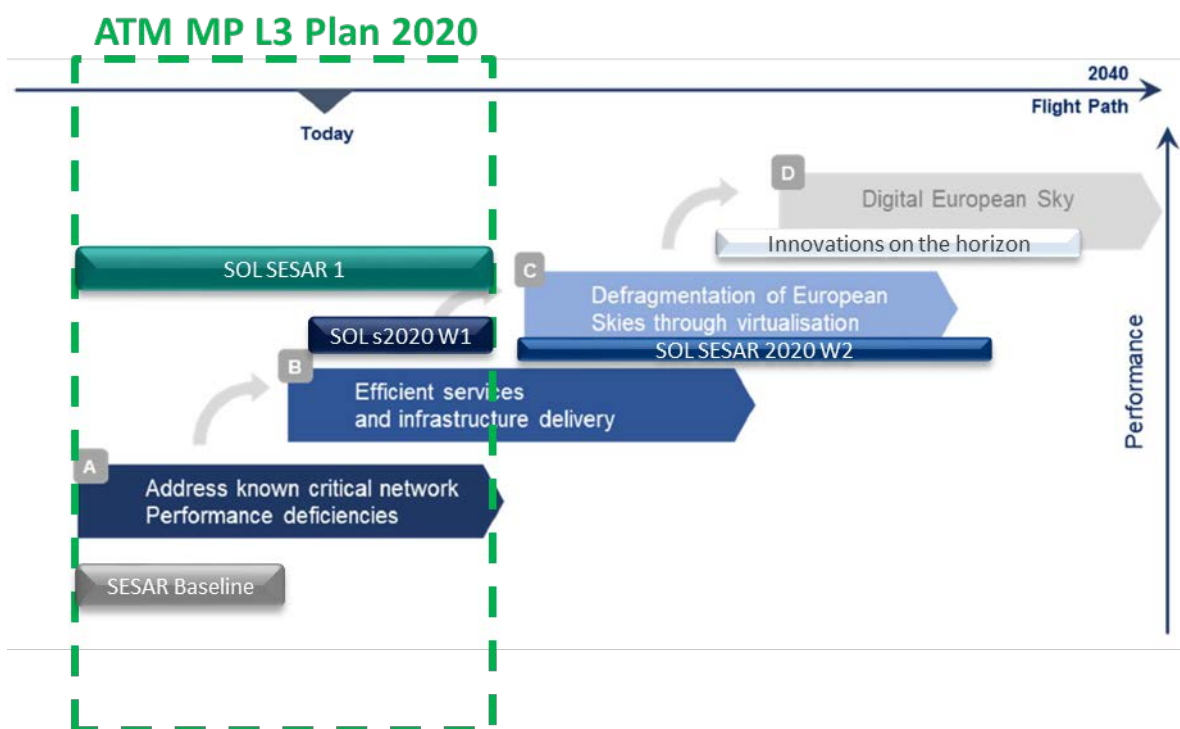 ATM MP L3 Plan 2020
2040
Flight Path
Today
D
Digital European Sky
Innovations on the horizon
SOL SESAR 1
C
Defragmentation of European
Skies through virtualisation
SOL s2020 W1
SOL SESAR 2020 W2
B
Efficient services
and infrastructure delivery
Performance
A
Address known critical network
Performance deficiencies
SESAR Baseline